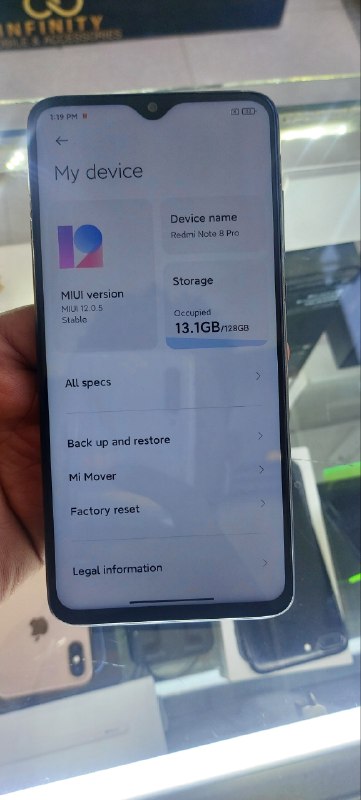 INFINITY
MOBILE & ACCESSORIES
1:19 PM
My device
Device name
Redmi Note 8 Pro
MIUI version
MIUI 12.0.5
Stable
Storage
Occupied
13.1GB/128GB
All specs
Back up and restore
Mi Mover
Factory reset
Legal information